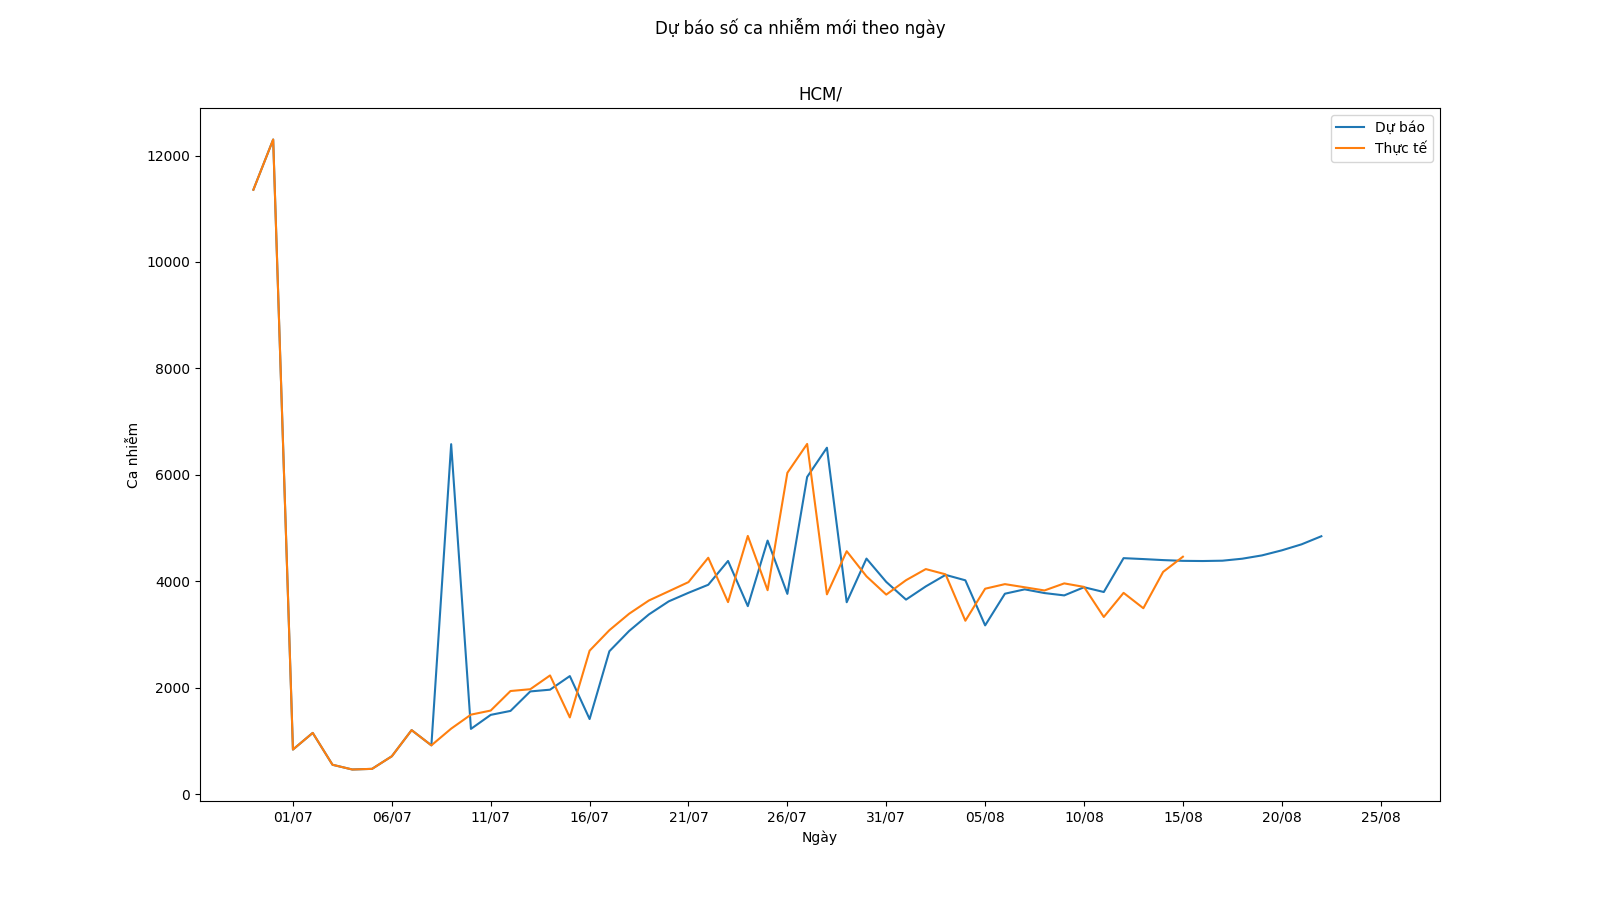 Dự báo số ca nhiễm mới theo ngày
HCM/
Dự báo
Thực tế
12000
10000
8000
6000
4000
2000
0
Ca nhiễm
01/07 06/07 11/07 16/07 21/07 26/07 31/07 05/08 10/08 15/08 20/08 25/08
Ngày